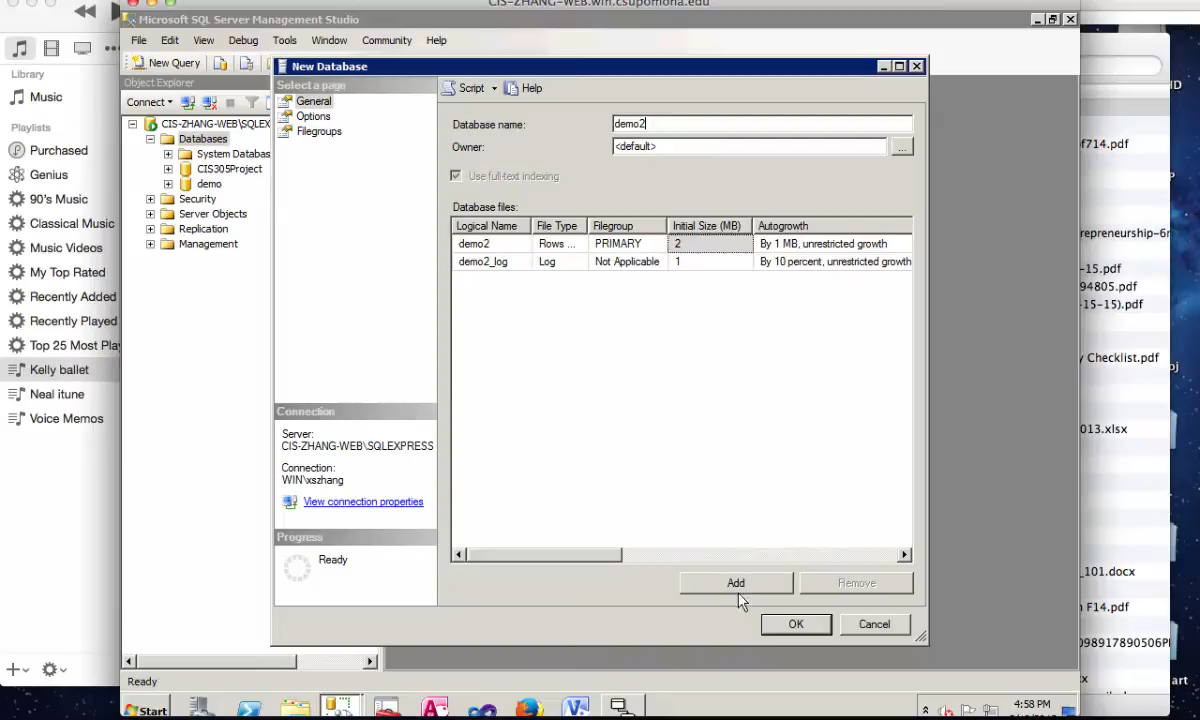 CIS-ZHANG-WEB.win.csupomona.edu
Microsoft SQL Server Management Studio
File Edit View Debug Tools Window Community Help
New Query
Object Explorer
Connect
CIS-ZHANG-WEB\SQLEX
Databases
System Databas
CIS305Project
demo
Security
Server Objects
Replication
Management
New Database
Select a page
General
Options
Filegroups
Script Help
Database name: demo2
Owner: <default> ...
Use full-text indexing
Database files:
Logical Name File Type Filegroup Initial Size (MB) Autogrowth
demo2 Rows ... PRIMARY 2 By 1 MB, unrestricted growth
demo2_log Log Not Applicable 1 By 10 percent, unrestricted growth
Connection
Server:
CIS-ZHANG-WEB\SQLEXPRESS
Connection:
WIN\xszhang
View connection properties
Progress
Ready
Add Remove
OK Cancel
Ready
Start
4:58 PM
Library
Music
Playlists
Purchased
Genius
90's Music
Classical Music
Music Videos
My Top Rated
Recently Added
Recently Played
Top 25 Most Play
Kelly ballet
Neal itune
Voice Memos
ID
f714.pdf
repreneurship-6r
-15.pdf
94805.pdf
-15-15).pdf
y Checklist.pdf
oj
013.xlsx
_101.docx
n F14.pdf
098917890506P
art